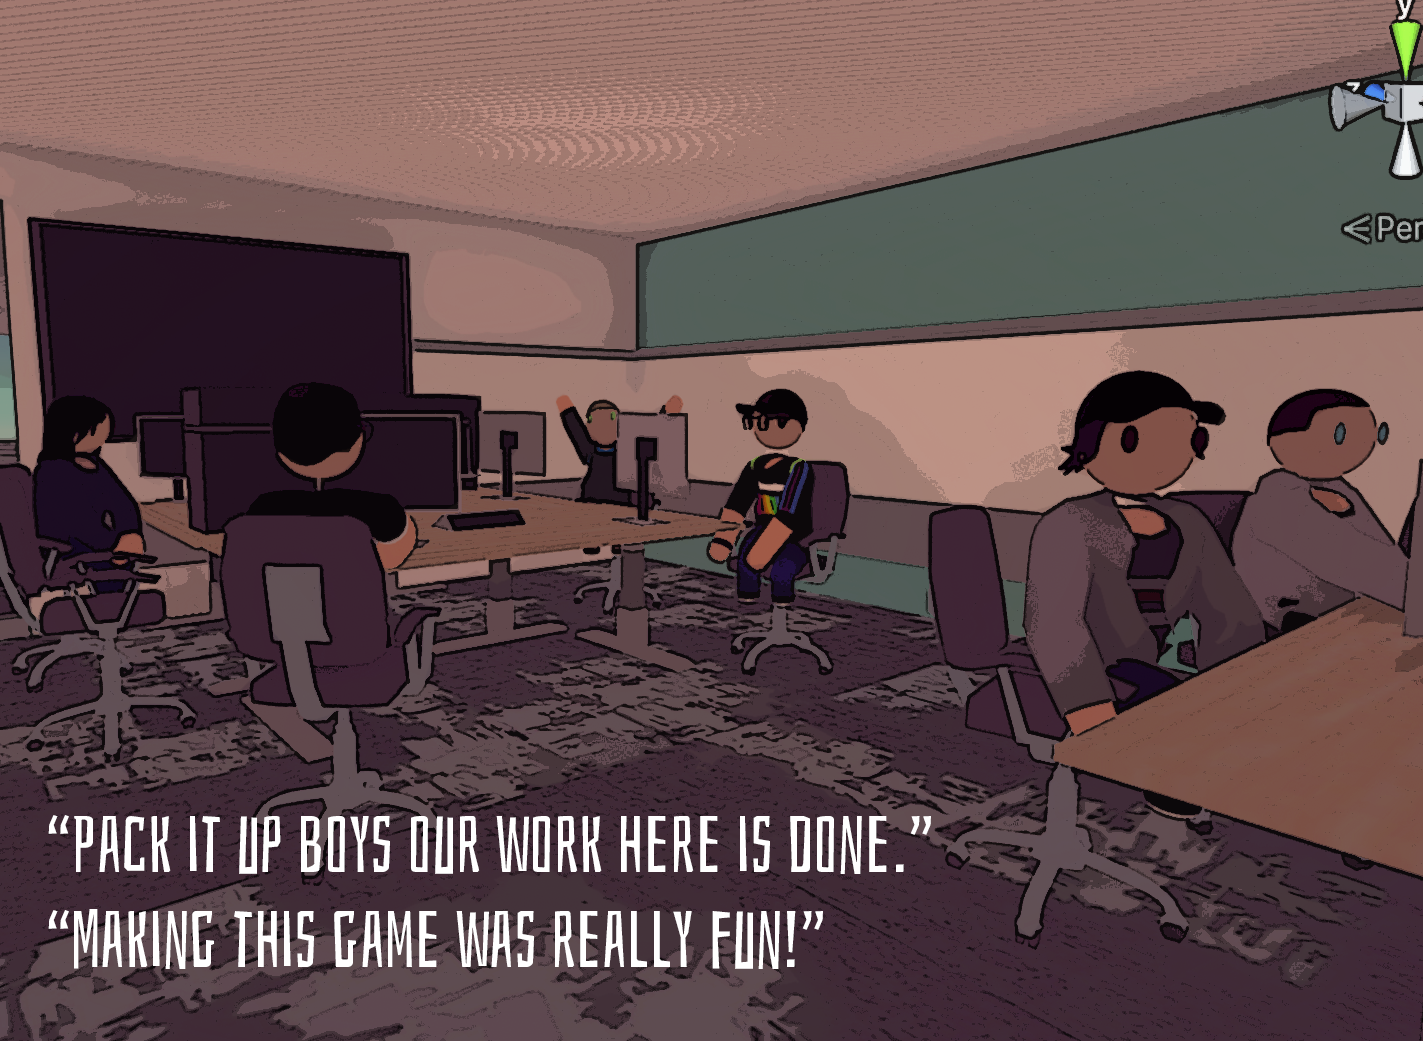 y
z
< Per
“PACK IT UP BOYS OUR WORK HERE IS DONE.”
“MAKING THIS GAME WAS REALLY FUN!”